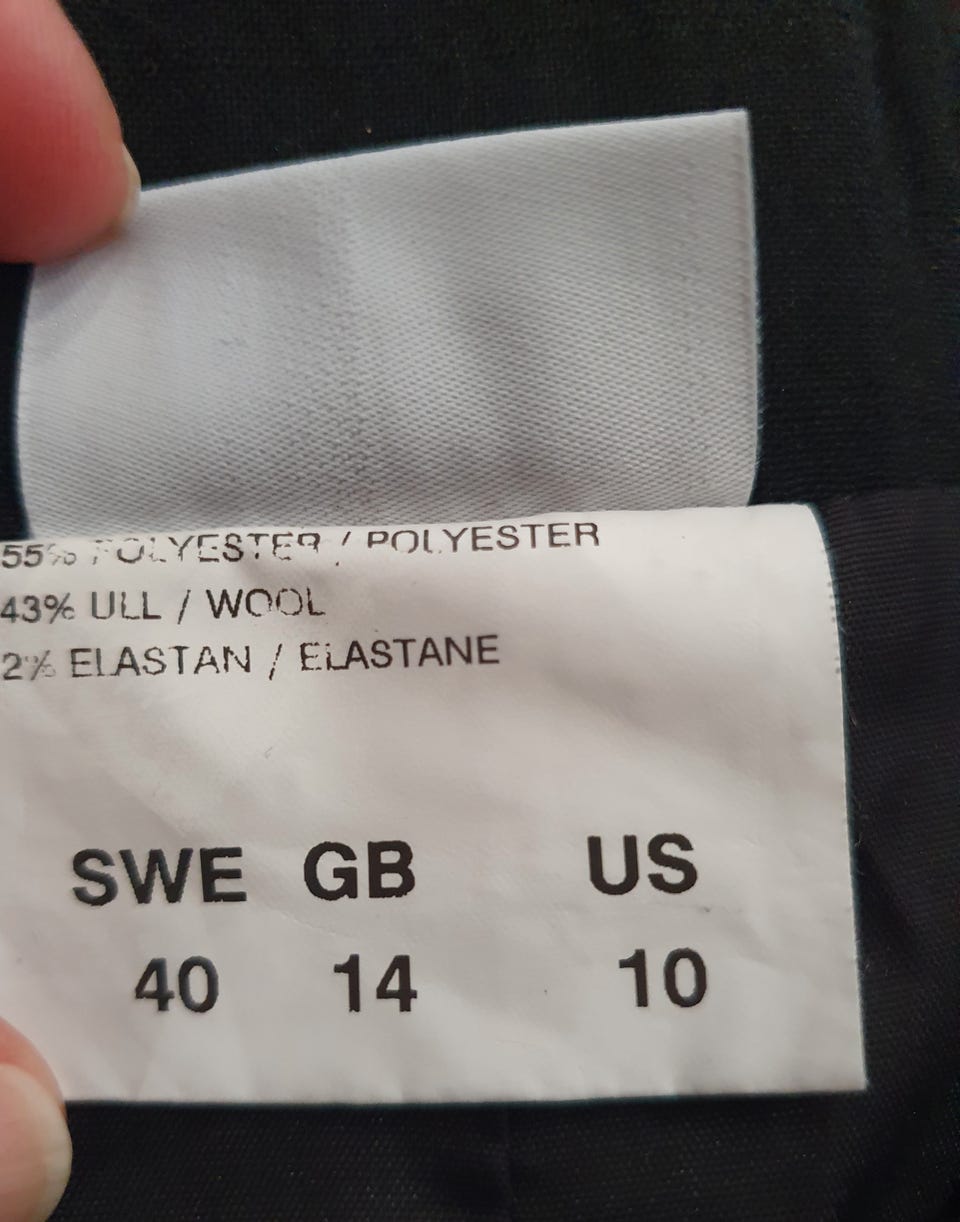 55% POLYESTER / POLYESTER
43% ULL / WOOL
2% ELASTAN / ELASTANE
SWE GB US
40 14 10